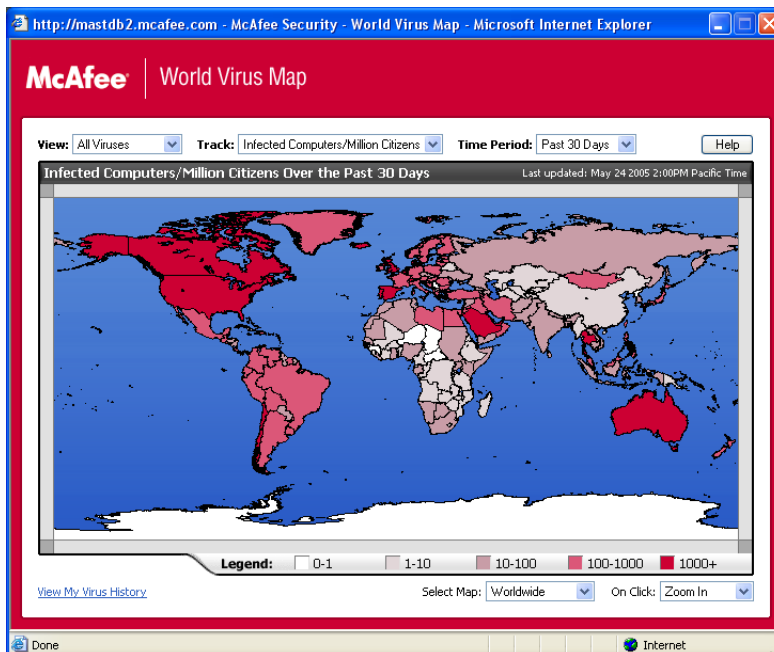 http://mastdb2.mcafee.com - McAfee Security - World Virus Map - Microsoft Internet Explorer
McAfee World Virus Map
View: All Viruses Track: Infected Computers/Million Citizens Time Period: Past 30 Days Help
Infected Computers/Million Citizens Over the Past 30 Days Last updated: May 24 2005 2:00PM Pacific Time
Legend: 0-1 1-10 10-100 100-1000 1000+
View My Virus History Select Map: Worldwide On Click: Zoom In
Done Internet